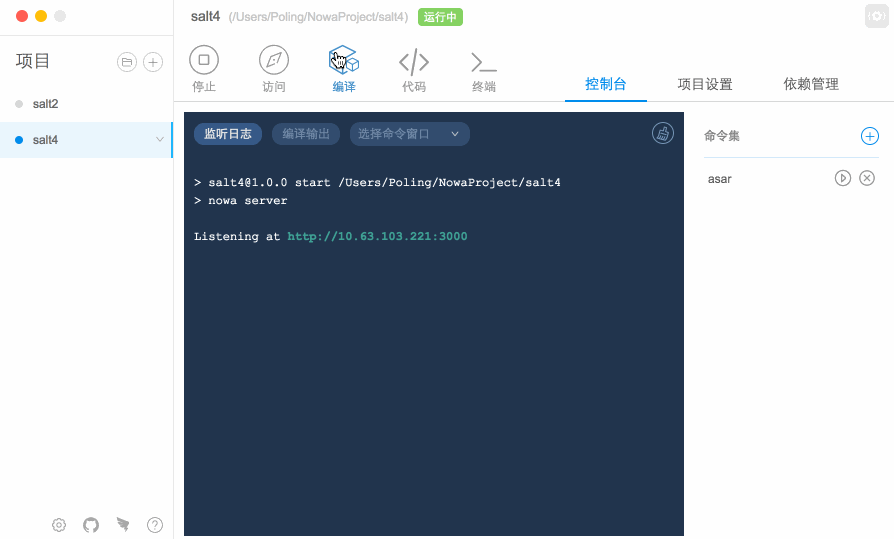 salt4 (/Users/Poling/NowaProject/salt4) 运行中
项目
salt2
salt4
停止 访问 编译 代码 终端
控制台 项目设置 依赖管理
监听日志 编译输出 选择命令窗口
> salt4@1.0.0 start /Users/Poling/NowaProject/salt4
> nowa server
Listening at http://10.63.103.221:3000
命令集
asar